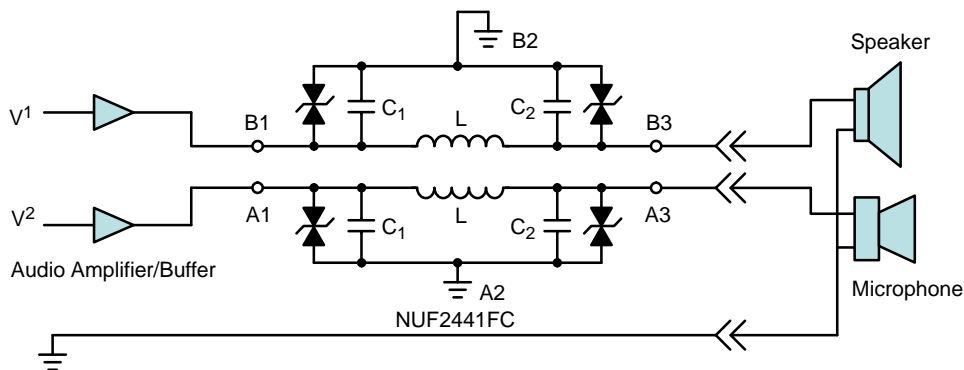 B2
Speaker
V1
B1
C1
L
C2
B3
V2
A1
C1
L
C2
A3
Audio Amplifier/Buffer
A2
NUF2441FC
Microphone